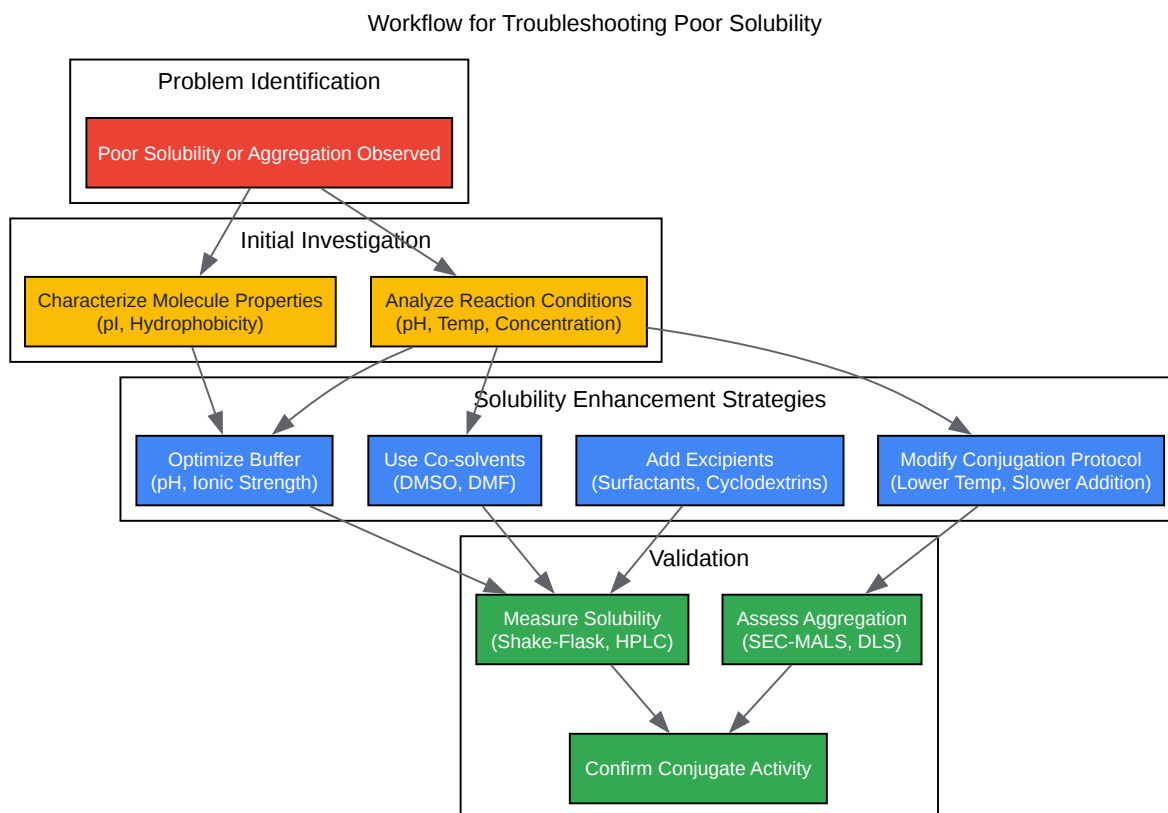 Workflow for Troubleshooting Poor Solubility
Problem Identification
Poor Solubility or Aggregation Observed
Initial Investigation
Characterize Molecule Properties
(pI, Hydrophobicity)
Analyze Reaction Conditions
(pH, Temp, Concentration)
Solubility Enhancement Strategies
Optimize Buffer
(pH, Ionic Strength)
Use Co-solvents
(DMSO, DMF)
Add Excipients
(Surfactants, Cyclodextrins)
Modify Conjugation Protocol
(Lower Temp, Slower Addition)
Validation
Measure Solubility
(Shake-Flask, HPLC)
Assess Aggregation
(SEC-MALS, DLS)
Confirm Conjugate Activity